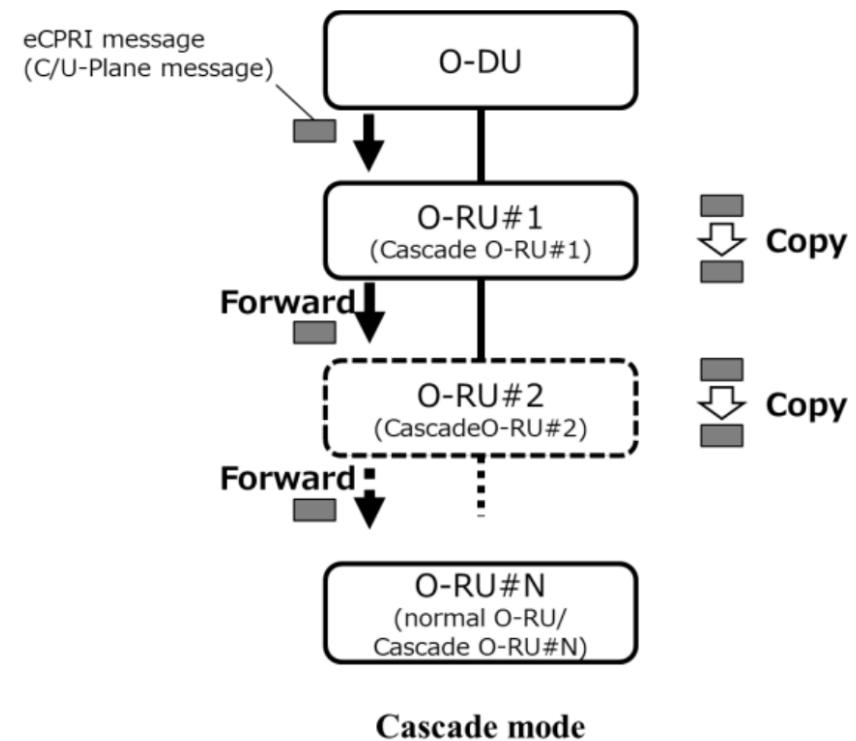 eCPRI message
(C/U-Plane message)
O-DU
O-RU#1
(Cascade O-RU#1)
Copy
Forward
O-RU#2
(CascadeO-RU#2)
Copy
Forward
O-RU#N
(normal O-RU/
Cascade O-RU#N)
Cascade mode